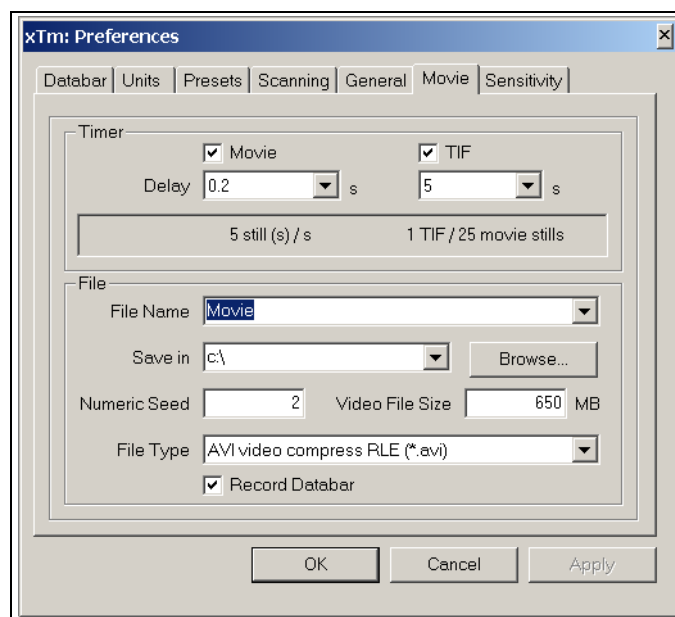 xTm: Preferences
Databar Units Presets Scanning General Movie Sensitivity
Timer
Movie TIF
Delay 0.2 s 5 s
5 still (s) / s 1 TIF / 25 movie stills
File
File Name Movie
Save in c:\ Browse...
Numeric Seed 2 Video File Size 650 MB
File Type AVI video compress RLE (*.avi)
Record Databar
OK Cancel Apply